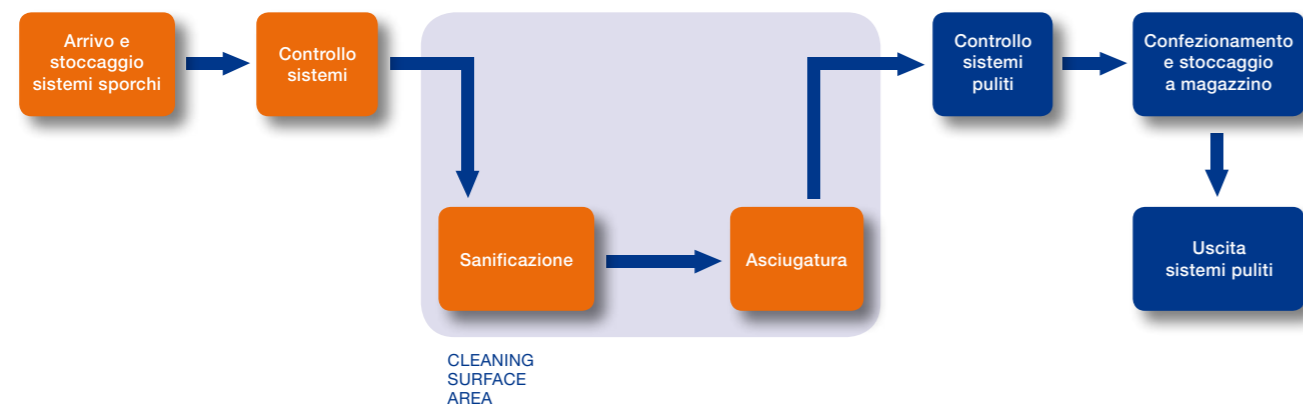 Arrivo e
stoccaggio
sistemi sporchi
Controllo
sistemi
Sanificazione
Asciugatura
Controllo
sistemi
puliti
Confezionamento
e stoccaggio
a magazzino
Uscita
sistemi puliti
CLEANING
SURFACE
AREA